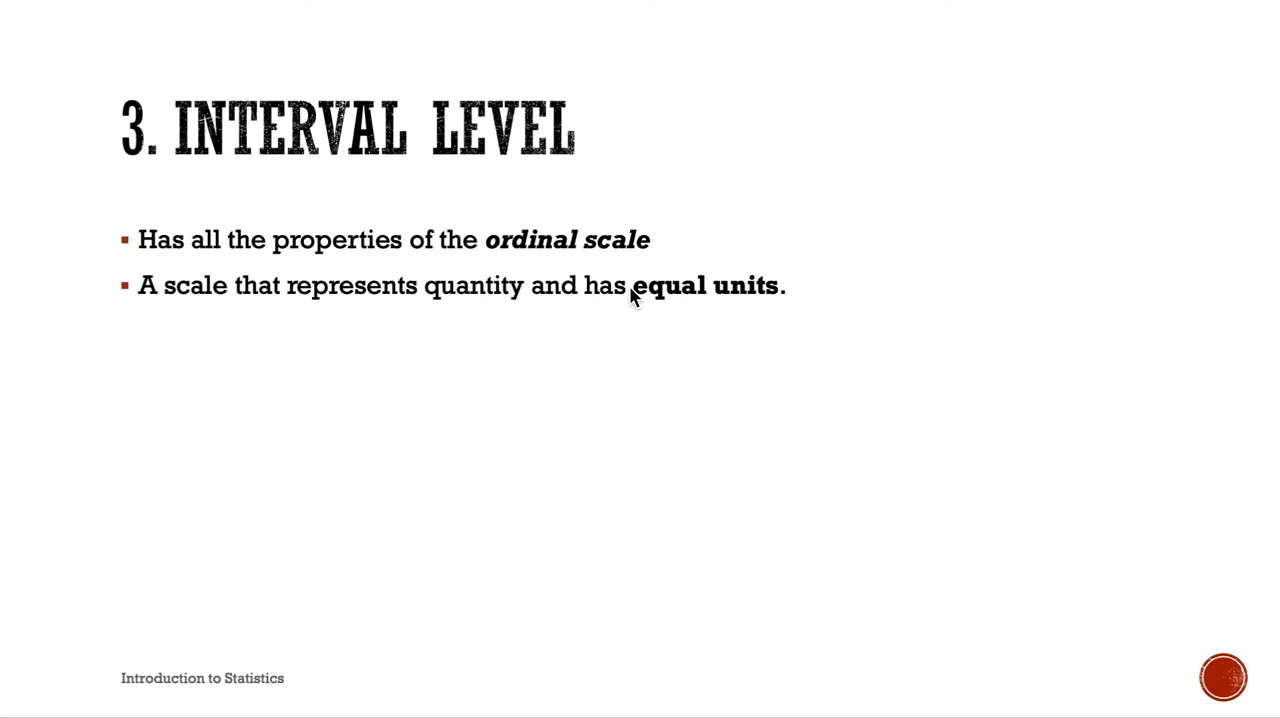 3. INTERVAL LEVEL
▪ Has all the properties of the ordinal scale
▪ A scale that represents quantity and has equal units.
Introduction to Statistics